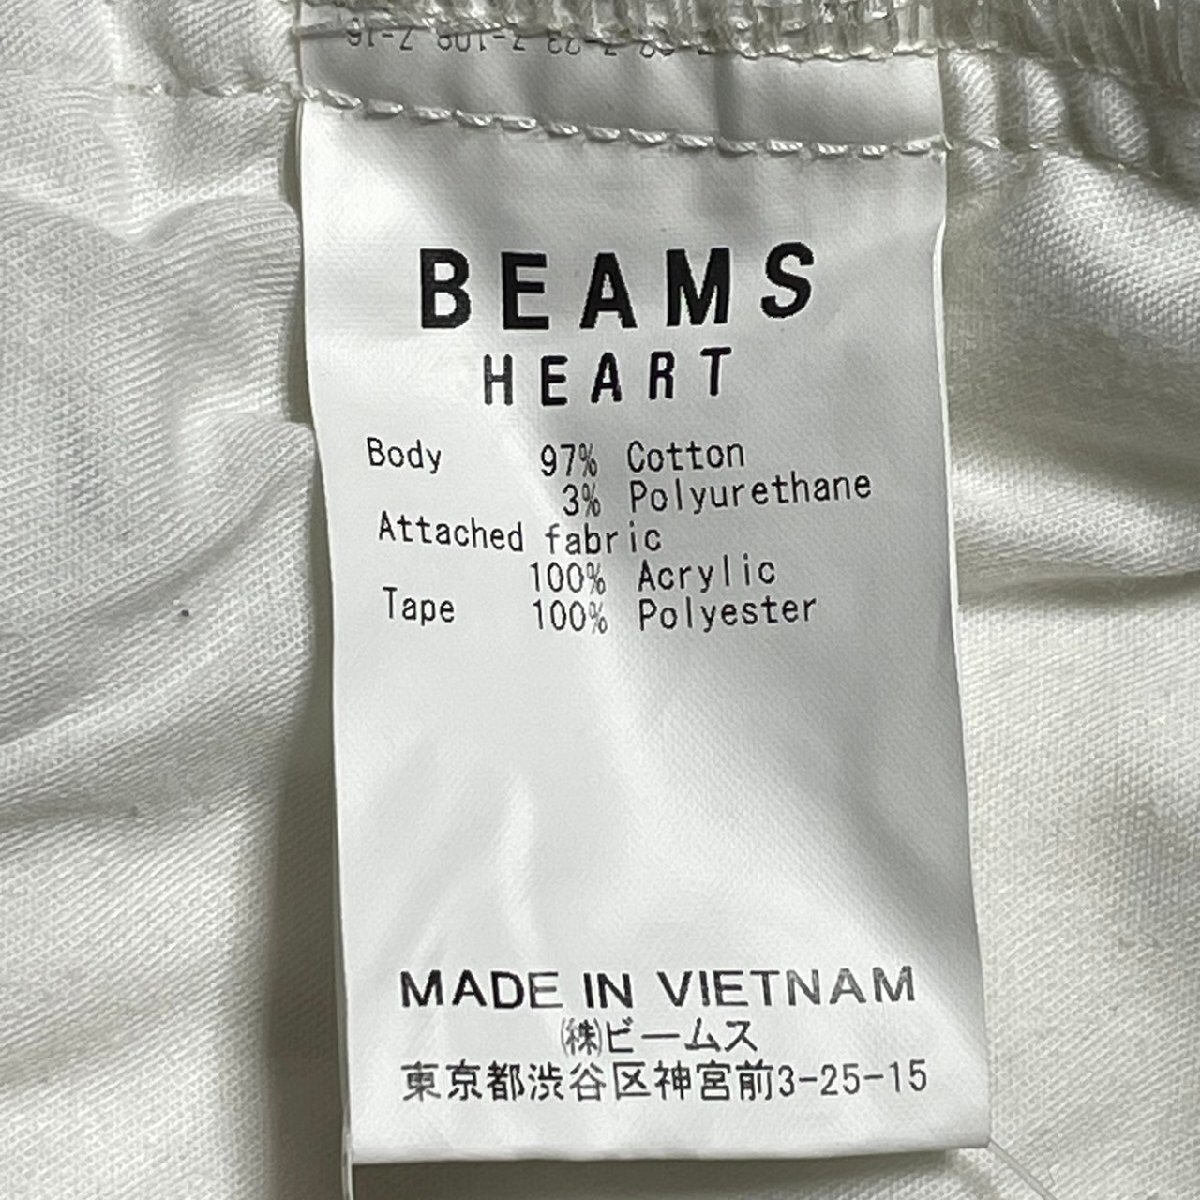 BEAMS
HEART
Body 97% Cotton
3% Polyurethane
Attached fabric
100% Acrylic
Tape 100% Polyester
MADE IN VIETNAM
㈱ビームス
東京都渋谷区神宮前3-25-15